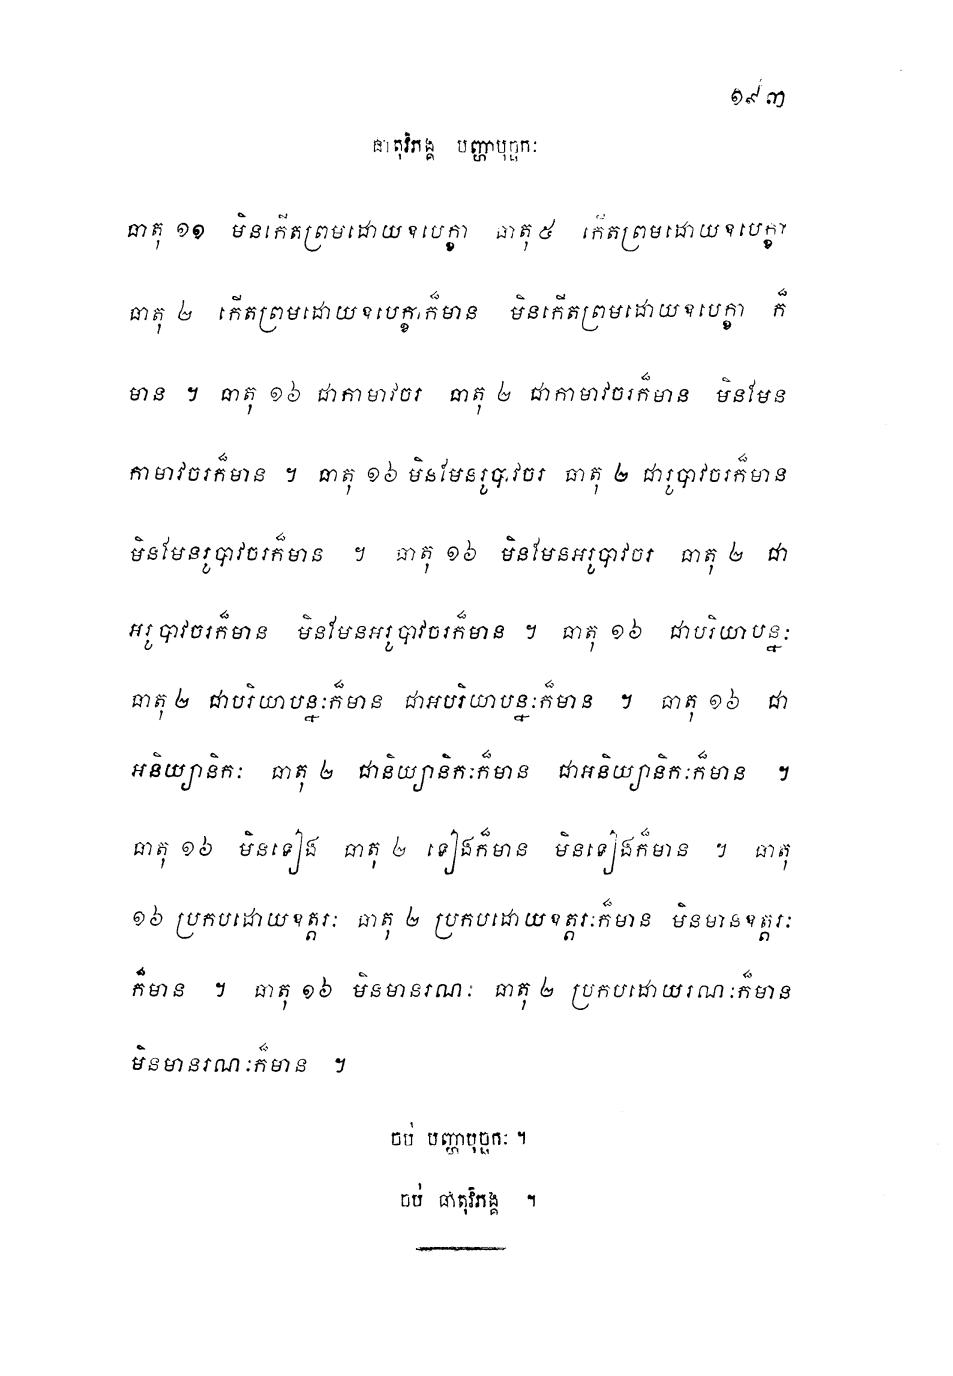 ១៩៣
ធាតុវិភង្គ បញ្ហាបុច្ឆកៈ
ធាតុ ១១ មិនកើតព្រមដោយឧបេក្ខា ធាតុ ៥ កើតព្រមដោយឧបេក្ខា
ធាតុ ២ កើតព្រមដោយឧបេក្ខាក៏មាន មិនកើតព្រមដោយឧបេក្ខា ក៏
មាន ។ ធាតុ ១៦ ជាកាមាវចរ ធាតុ ២ ជាកាមាវចរក៏មាន មិនមែន
កាមាវចរក៏មាន ។ ធាតុ ១៦ មិនមែនរូបាវចរ ធាតុ ២ ជារូបាវចរក៏មាន
មិនមែនរូបាវចរក៏មាន ។ ធាតុ ១៦ មិនមែនអរូបាវចរ ធាតុ ២ ជា
អរូបាវចរក៏មាន មិនមែនអរូបាវចរក៏មាន ។ ធាតុ ១៦ ជាបរិយាបន្នៈ
ធាតុ ២ ជាបរិយាបន្នៈក៏មាន ជាអបរិយាបន្នៈក៏មាន ។ ធាតុ ១៦ ជា
អនិយ្យានិកៈ ធាតុ ២ ជានិយ្យានិកៈក៏មាន ជាអនិយ្យានិកៈក៏មាន ។
ធាតុ ១៦ មិនទៀង ធាតុ ២ ទៀងក៏មាន មិនទៀងក៏មាន ។ ធាតុ
១៦ ប្រកបដោយឧត្តរៈ ធាតុ ២ ប្រកបដោយឧត្តរៈក៏មាន មិនមានឧត្តរៈ
ក៏មាន ។ ធាតុ ១៦ មិនមានរណៈ ធាតុ ២ ប្រកបដោយរណៈក៏មាន
មិនមានរណៈក៏មាន ។
ចប់ បញ្ហាបុច្ឆកៈ ។
ចប់ ធាតុវិភង្គ ។